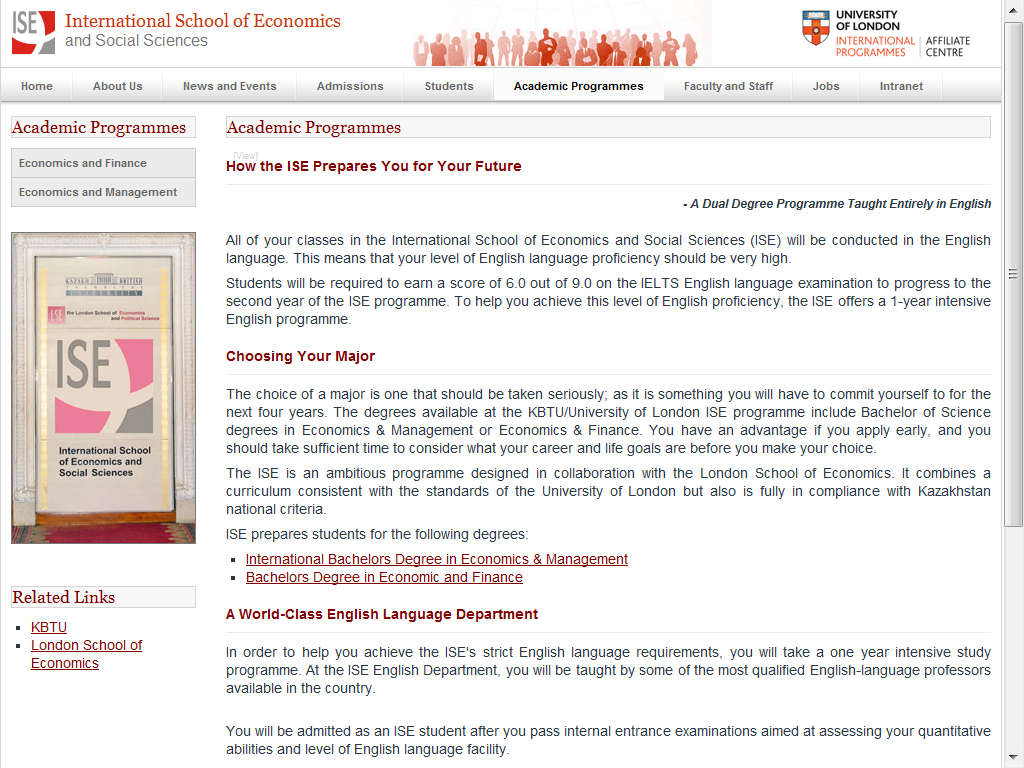 ISE
International School of Economics
and Social Sciences
UNIVERSITY
OF LONDON
INTERNATIONAL
PROGRAMMES
AFFILIATE
CENTRE
Home
About Us
News and Events
Admissions
Students
Academic Programmes
Faculty and Staff
Jobs
Intranet
Academic Programmes
Economics and Finance
Economics and Management
KAZAKH BRITISH
TECHNICAL
UNIVERSITY
LSE the London School of Economics
and Political Science
ISE
International School
of Economics and
Social Sciences
Related Links
KBTU
London School of
Economics
Academic Programmes
[View]
How the ISE Prepares You for Your Future
- A Dual Degree Programme Taught Entirely in English
All of your classes in the International School of Economics and Social Sciences (ISE) will be conducted in the English
language. This means that your level of English language proficiency should be very high.
Students will be required to earn a score of 6.0 out of 9.0 on the IELTS English language examination to progress to the
second year of the ISE programme. To help you achieve this level of English proficiency, the ISE offers a 1-year intensive
English programme.
Choosing Your Major
The choice of a major is one that should be taken seriously; as it is something you will have to commit yourself to for the
next four years. The degrees available at the KBTU/University of London ISE programme include Bachelor of Science
degrees in Economics & Management or Economics & Finance. You have an advantage if you apply early, and you
should take sufficient time to consider what your career and life goals are before you make your choice.
The ISE is an ambitious programme designed in collaboration with the London School of Economics. It combines a
curriculum consistent with the standards of the University of London but also is fully in compliance with Kazakhstan
national criteria.
ISE prepares students for the following degrees:
International Bachelors Degree in Economics & Management
Bachelors Degree in Economic and Finance
A World-Class English Language Department
In order to help you achieve the ISE's strict English language requirements, you will take a one year intensive study
programme. At the ISE English Department, you will be taught by some of the most qualified English-language professors
available in the country.
You will be admitted as an ISE student after you pass internal entrance examinations aimed at assessing your quantitative
abilities and level of English language facility.